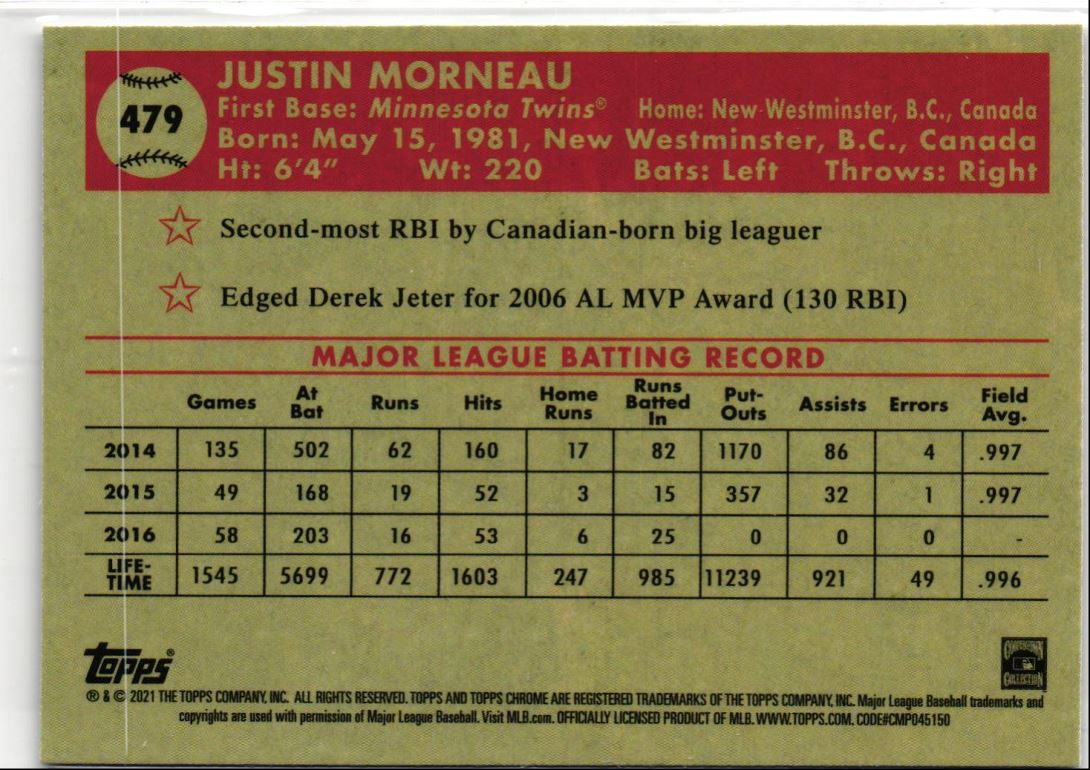 479
JUSTIN MORNEAU
First Base: Minnesota Twins® Home: New Westminster, B.C., Canada
Born: May 15, 1981, New Westminster, B.C., Canada
Ht: 6'4" Wt: 220 Bats: Left Throws: Right
Second-most RBI by Canadian-born big leaguer
Edged Derek Jeter for 2006 AL MVP Award (130 RBI)
MAJOR LEAGUE BATTING RECORD
Games At Bat Runs Hits Home Runs Runs Batted In Put-Outs Assists Errors Field Avg.
2014 135 502 62 160 17 82 1170 86 4 .997
2015 49 168 19 52 3 15 357 32 1 .997
2016 58 203 16 53 6 25 0 0 0 -
LIFE-TIME 1545 5699 772 1603 247 985 11239 921 49 .996
topps®
COOPERSTOWN COLLECTION
® & © 2021 THE TOPPS COMPANY, INC. ALL RIGHTS RESERVED. TOPPS AND TOPPS CHROME ARE REGISTERED TRADEMARKS OF THE TOPPS COMPANY, INC. Major League Baseball trademarks and
copyrights are used with permission of Major League Baseball. Visit MLB.com. OFFICIALLY LICENSED PRODUCT OF MLB. WWW.TOPPS.COM. CODE#CMP045150